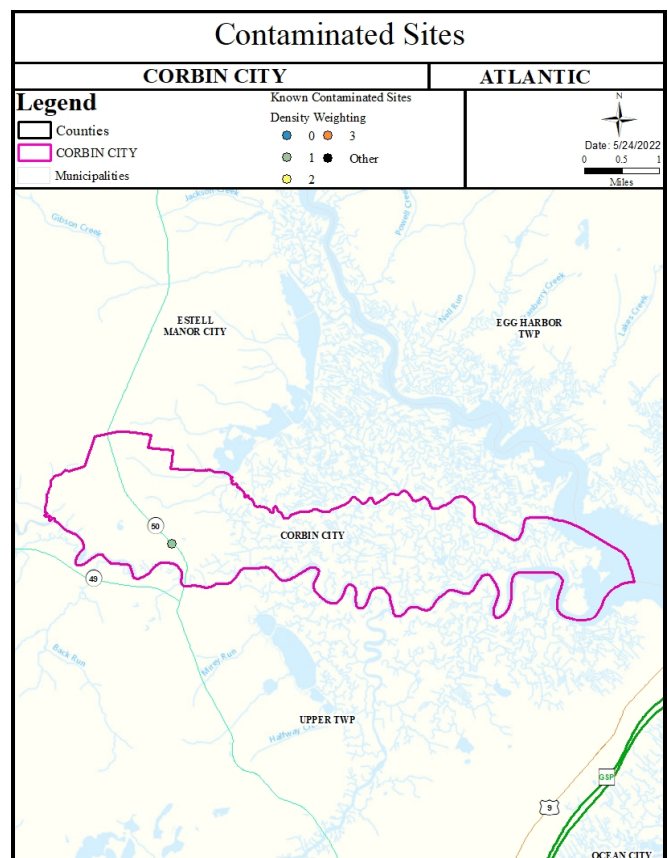 Contaminated Sites
CORBIN CITY
ATLANTIC
Legend
Counties
CORBIN CITY
Municipalities
Known Contaminated Sites
Density Weighting
0
3
1
Other
2
N
Date: 5/24/2022
0 0.5 1
Miles
Jackson Creek
Gibson Creek
Powell Creek
ESTELL
MANOR CITY
EGG HARBOR
TWP
Lakes Creek
50
CORBIN CITY
49
Back Run
UPPER TWP
GSP
9
OCEAN CITY